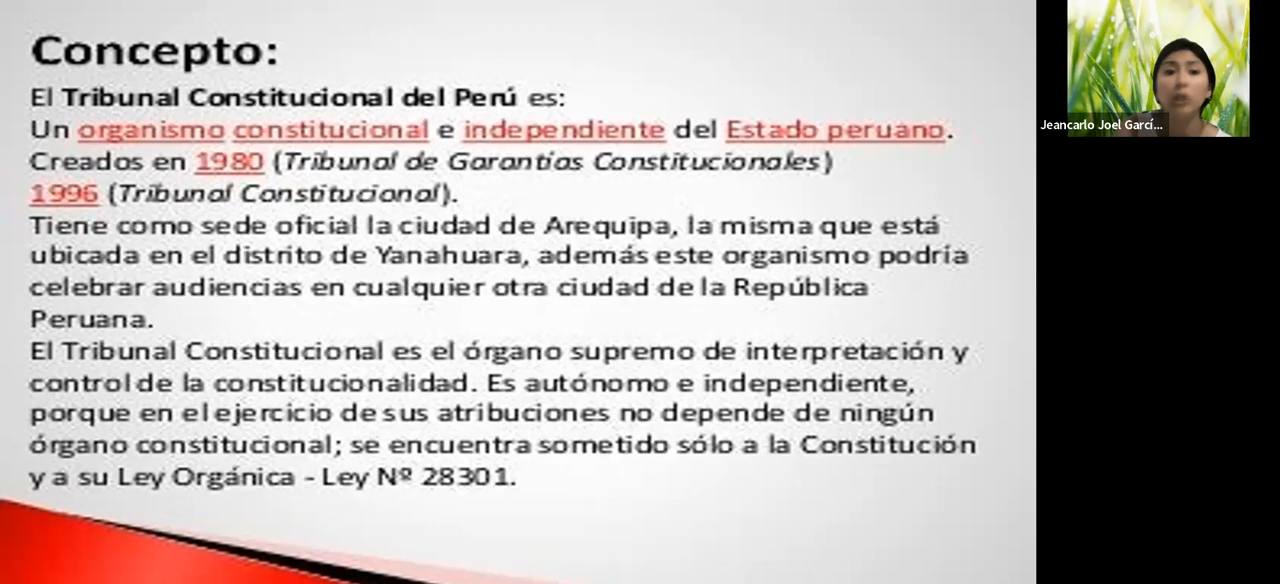 Concepto:
El Tribunal Constitucional del Perú es:
Un organismo constitucional e independiente del Estado peruano.
Creados en 1980 (Tribunal de Garantías Constitucionales)
1996 (Tribunal Constitucional).
Tiene como sede oficial la ciudad de Arequipa, la misma que está
ubicada en el distrito de Yanahuara, además este organismo podría
celebrar audiencias en cualquier otra ciudad de la República
Peruana.
El Tribunal Constitucional es el órgano supremo de interpretación y
control de la constitucionalidad. Es autónomo e independiente,
porque en el ejercicio de sus atribuciones no depende de ningún
órgano constitucional; se encuentra sometido sólo a la Constitución
y a su Ley Orgánica - Ley Nº 28301.
Jeancarlo Joel Garcí...